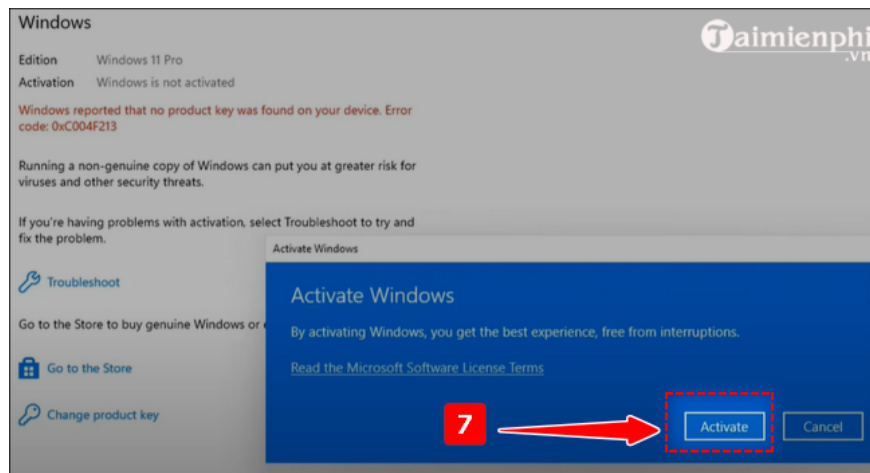 Windows
Taimienphi
.vn
Edition Windows 11 Pro
Activation Windows is not activated
Windows reported that no product key was found on your device. Error
code: 0xC004F213
Running a non-genuine copy of Windows can put you at greater risk for
viruses and other security threats.
If you're having problems with activation, select Troubleshoot to try and
fix the problem.
Troubleshoot
Go to the Store to buy genuine Windows or
Go to the Store
Change product key
Activate Windows
Activate Windows
By activating Windows, you get the best experience, free from interruptions.
Read the Microsoft Software License Terms
7
Activate
Cancel